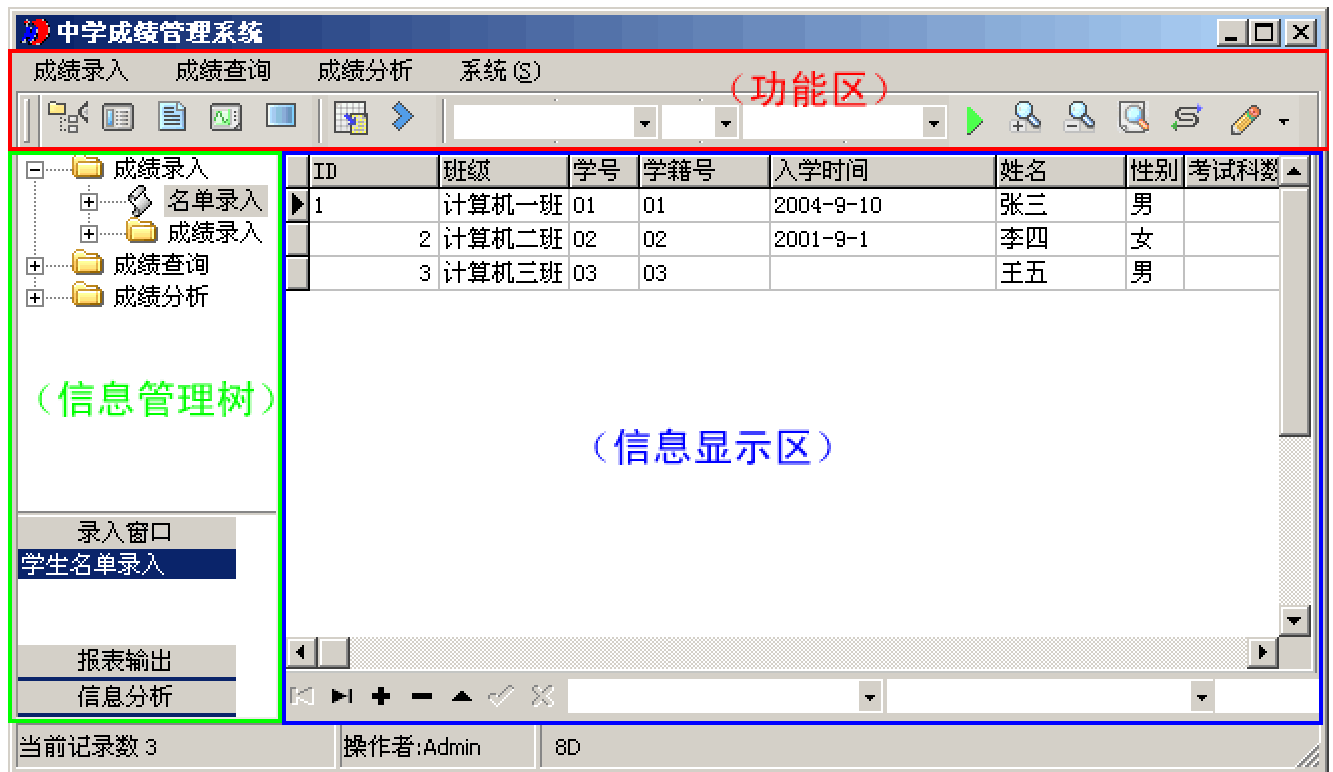 中学成绩管理系统
成绩录入 成绩查询 成绩分析 系统(S)
（功能区）
成绩录入
名单录入
成绩录入
成绩查询
成绩分析
（信息管理树）
录入窗口
学生名单录入
报表输出
信息分析
ID 班级 学号 学籍号 入学时间 姓名 性别 考试科数
1 计算机一班 01 01 2004-9-10 张三 男
2 计算机二班 02 02 2001-9-1 李四 女
3 计算机三班 03 03 王五 男
（信息显示区）
当前记录数 3 操作者:Admin 8D